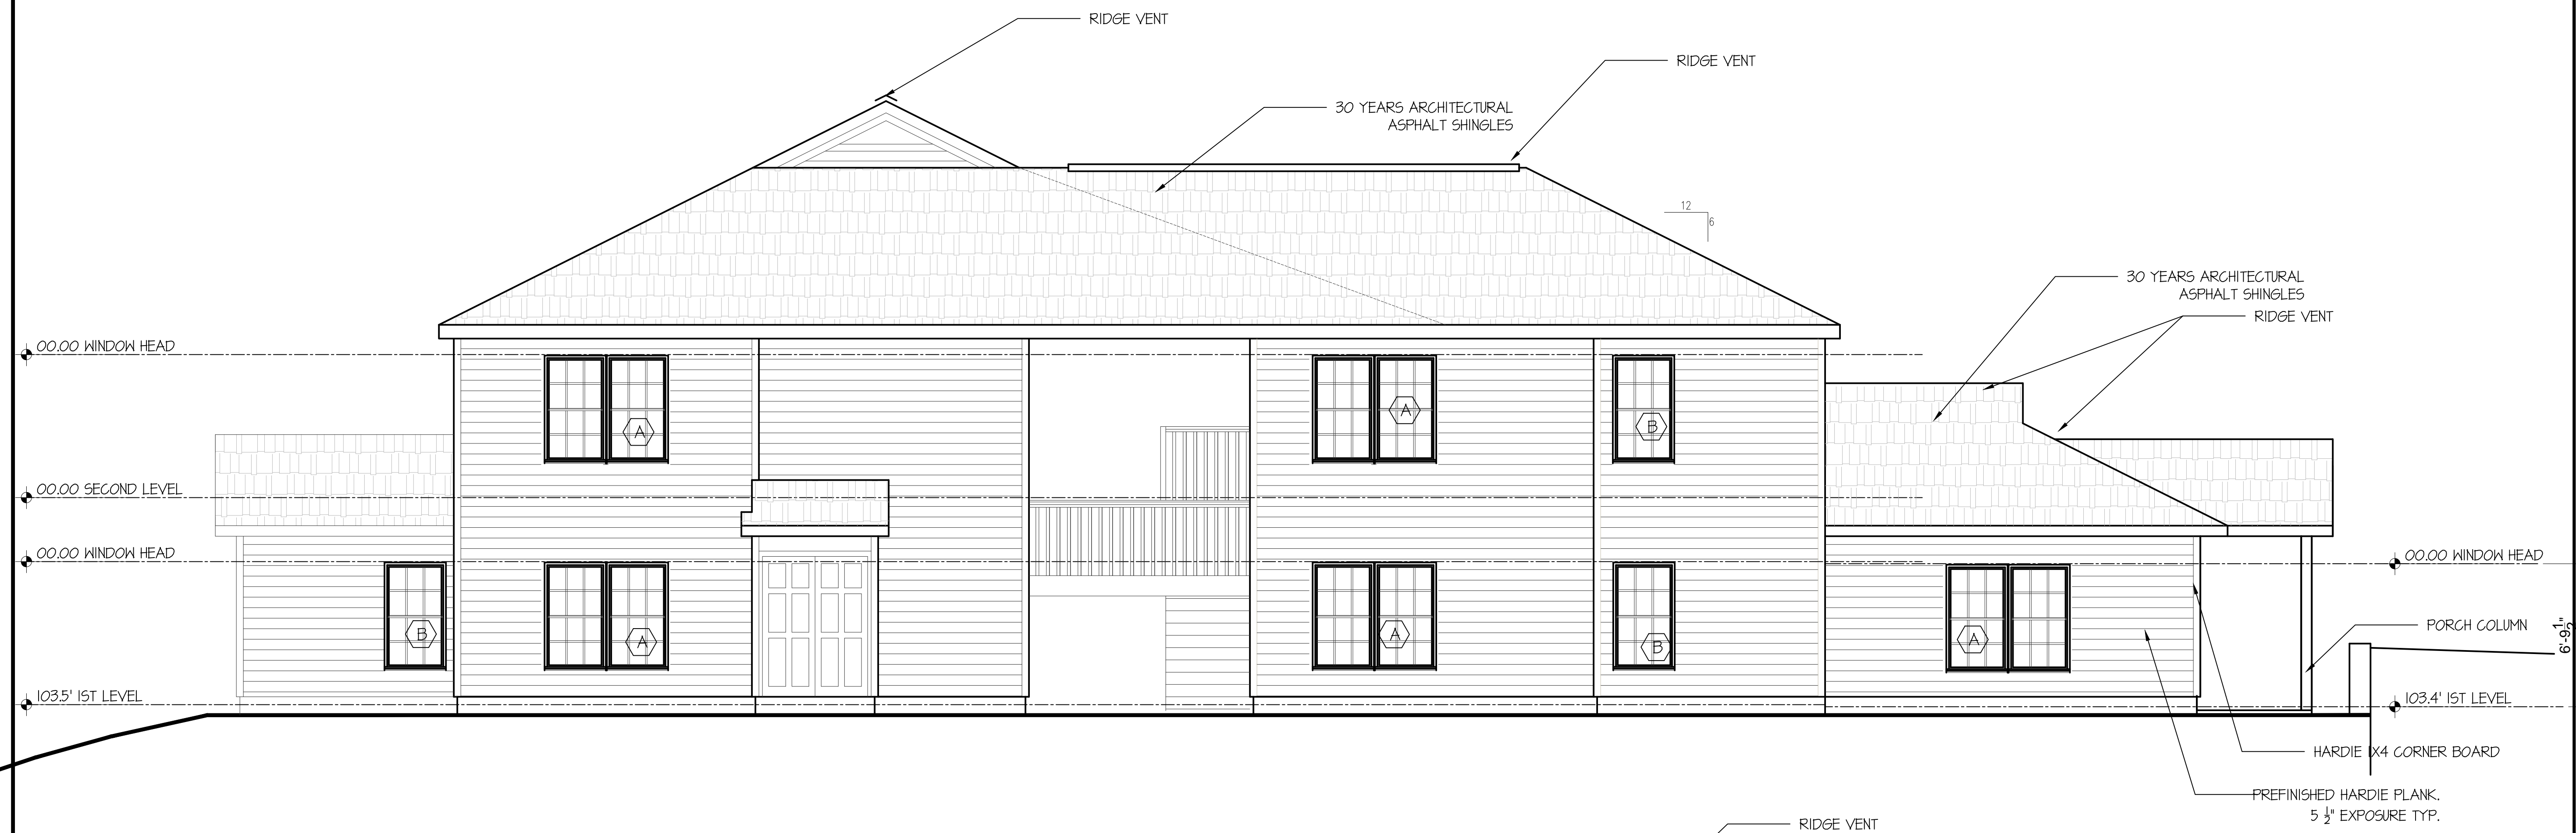 RIDGE VENT
RIDGE VENT
30 YEARS ARCHITECTURAL
ASPHALT SHINGLES
12
6
30 YEARS ARCHITECTURAL
ASPHALT SHINGLES
RIDGE VENT
00.00 WINDOW HEAD
A
A
B
00.00 SECOND LEVEL
00.00 WINDOW HEAD
00.00 WINDOW HEAD
B
A
A
B
A
PORCH COLUMN
6'-9 1/2"
103.5' 1ST LEVEL
103.4' 1ST LEVEL
HARDIE 1X4 CORNER BOARD
PREFINISHED HARDIE PLANK.
5 1/2" EXPOSURE TYP.
RIDGE VENT